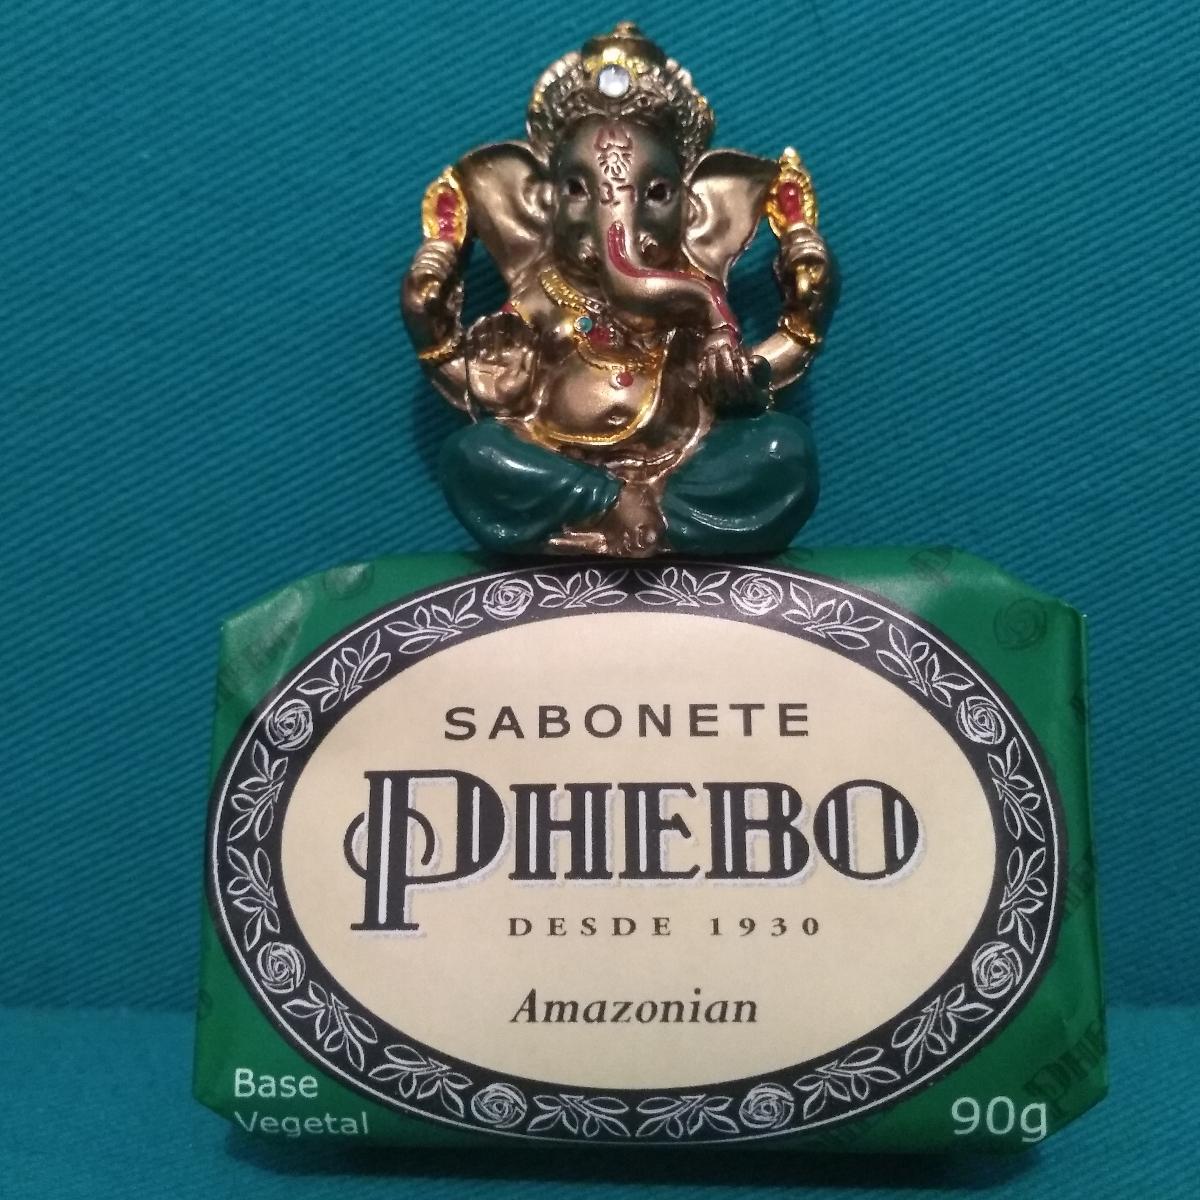 SABONETE
PHEBO
DESDE 1930
Amazonian
Base
Vegetal
90g